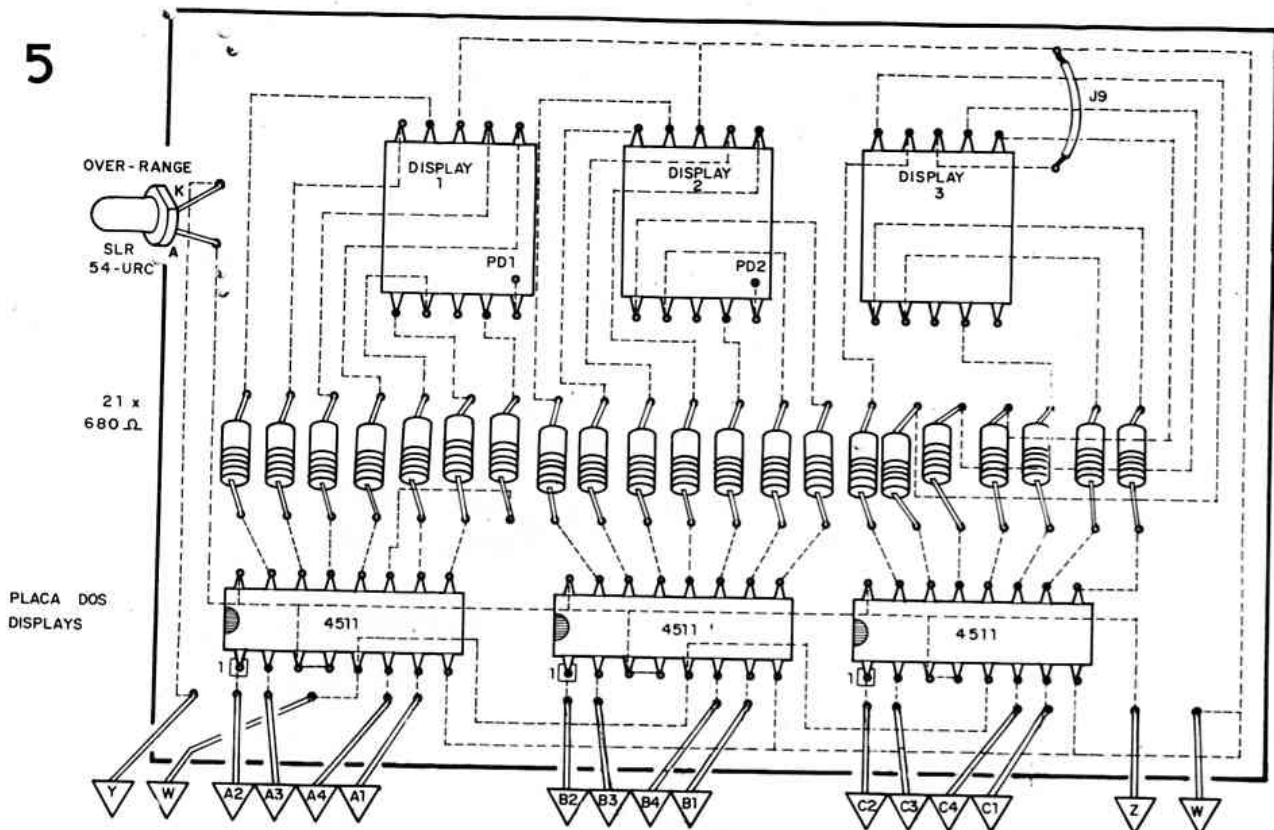 5
J9
OVER-RANGE
K
A
SLR
54-URC
DISPLAY
1
DISPLAY
2
DISPLAY
3
PD1
PD2
21 x
680 Ω
PLACA DOS
DISPLAYS
4511
4511
4511
1
1
1
Y
W
A2
A3
A4
A1
B2
B3
B4
B1
C2
C3
C4
C1
Z
W